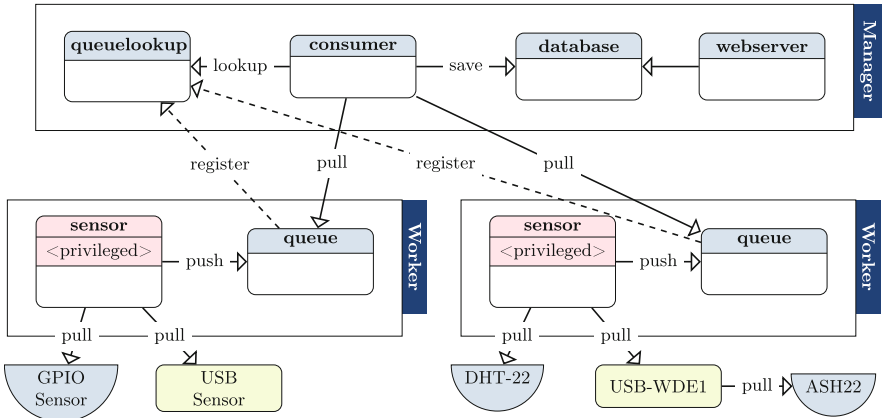 queuelookup
consumer
database
webserver
Manager
lookup
save
register
pull
register
pull
sensor
<privileged>
push
queue
Worker
sensor
<privileged>
push
queue
Worker
pull
pull
pull
pull
GPIO
Sensor
USB
Sensor
DHT-22
USB-WDE1
pull
ASH22